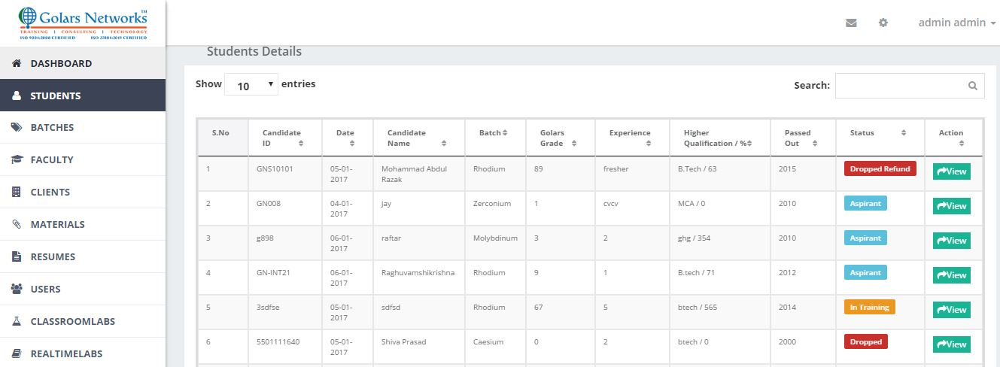 Golars Networks™
TRAINING | CONSULTING | TECHNOLOGY
ISO 9001:2008 CERTIFIED ISO 27001:2013 CERTIFIED
admin admin
DASHBOARD
STUDENTS
BATCHES
FACULTY
CLIENTS
MATERIALS
RESUMES
USERS
CLASSROOMLABS
REALTIMELABS
Students Details
Show 10 entries
Search:
S.No Candidate ID Date Candidate Name Batch Golars Grade Experience Higher Qualification / % Passed Out Status Action
1 GNS10101 05-01-2017 Mohammad Abdul Razak Rhodium 89 fresher B.Tech / 63 2015 Dropped Refund View
2 GN008 04-01-2017 jay Zerconium 1 cvcv MCA / 0 2010 Aspirant View
3 g898 06-01-2017 raftar Molybdinum 3 2 ghg / 354 2010 Aspirant View
4 GN-INT21 06-01-2017 Raghuvamshikrishna Rhodium 9 1 B.tech / 71 2012 Aspirant View
5 3sdfse 05-01-2017 sdfsd Rhodium 67 5 btech / 565 2014 In Training View
6 5501111640 05-01-2017 Shiva Prasad Caesium 0 2 btech / 0 2000 Dropped View